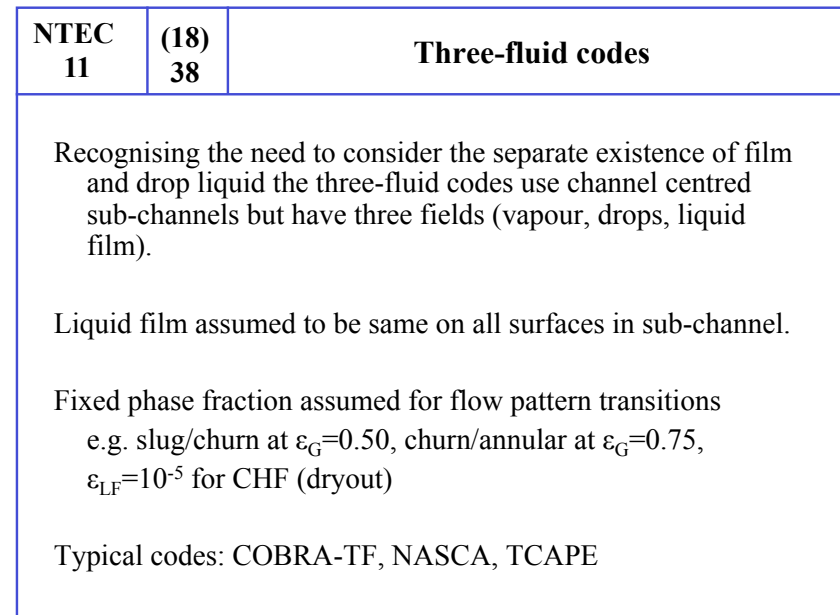 NTEC
11
(18)
38
Three-fluid codes
Recognising the need to consider the separate existence of film
and drop liquid the three-fluid codes use channel centred
sub-channels but have three fields (vapour, drops, liquid
film).
Liquid film assumed to be same on all surfaces in sub-channel.
Fixed phase fraction assumed for flow pattern transitions
e.g. slug/churn at εG=0.50, churn/annular at εG=0.75,
εLF=10-5 for CHF (dryout)
Typical codes: COBRA-TF, NASCA, TCAPE